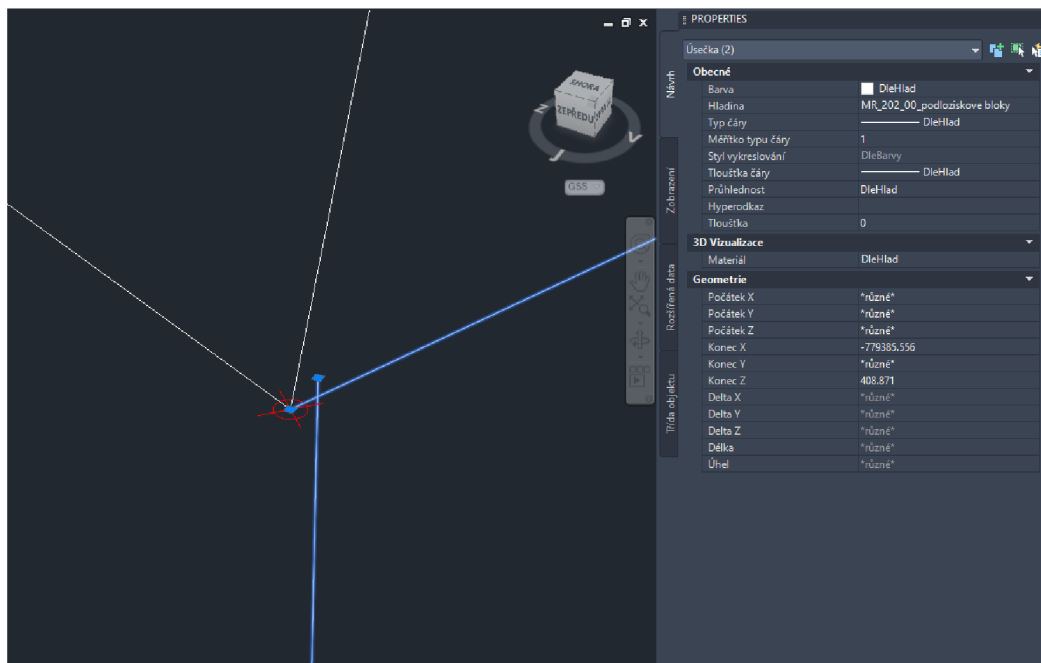 PROPERTIES
Úsečka (2)
Návrh
Zobrazení
Rozšířená data
Třída objektu
Obecné
Barva DleHlad
Hladina MR_202_00_podloziskove bloky
Typ čáry DleHlad
Měřítko typu čáry 1
Styl vykreslování DleBarvy
Tloušťka čáry DleHlad
Průhlednost DleHlad
Hyperodkaz
Tloušťka 0
3D Vizualizace
Materiál DleHlad
Geometrie
Počátek X *různé*
Počátek Y *různé*
Počátek Z *různé*
Konec X -779385.556
Konec Y *různé*
Konec Z 408.871
Delta X *různé*
Delta Y *různé*
Delta Z *různé*
Délka *různé*
Úhel *různé*
SHORA
ZEPŘEDU
Z
J
V
GSS